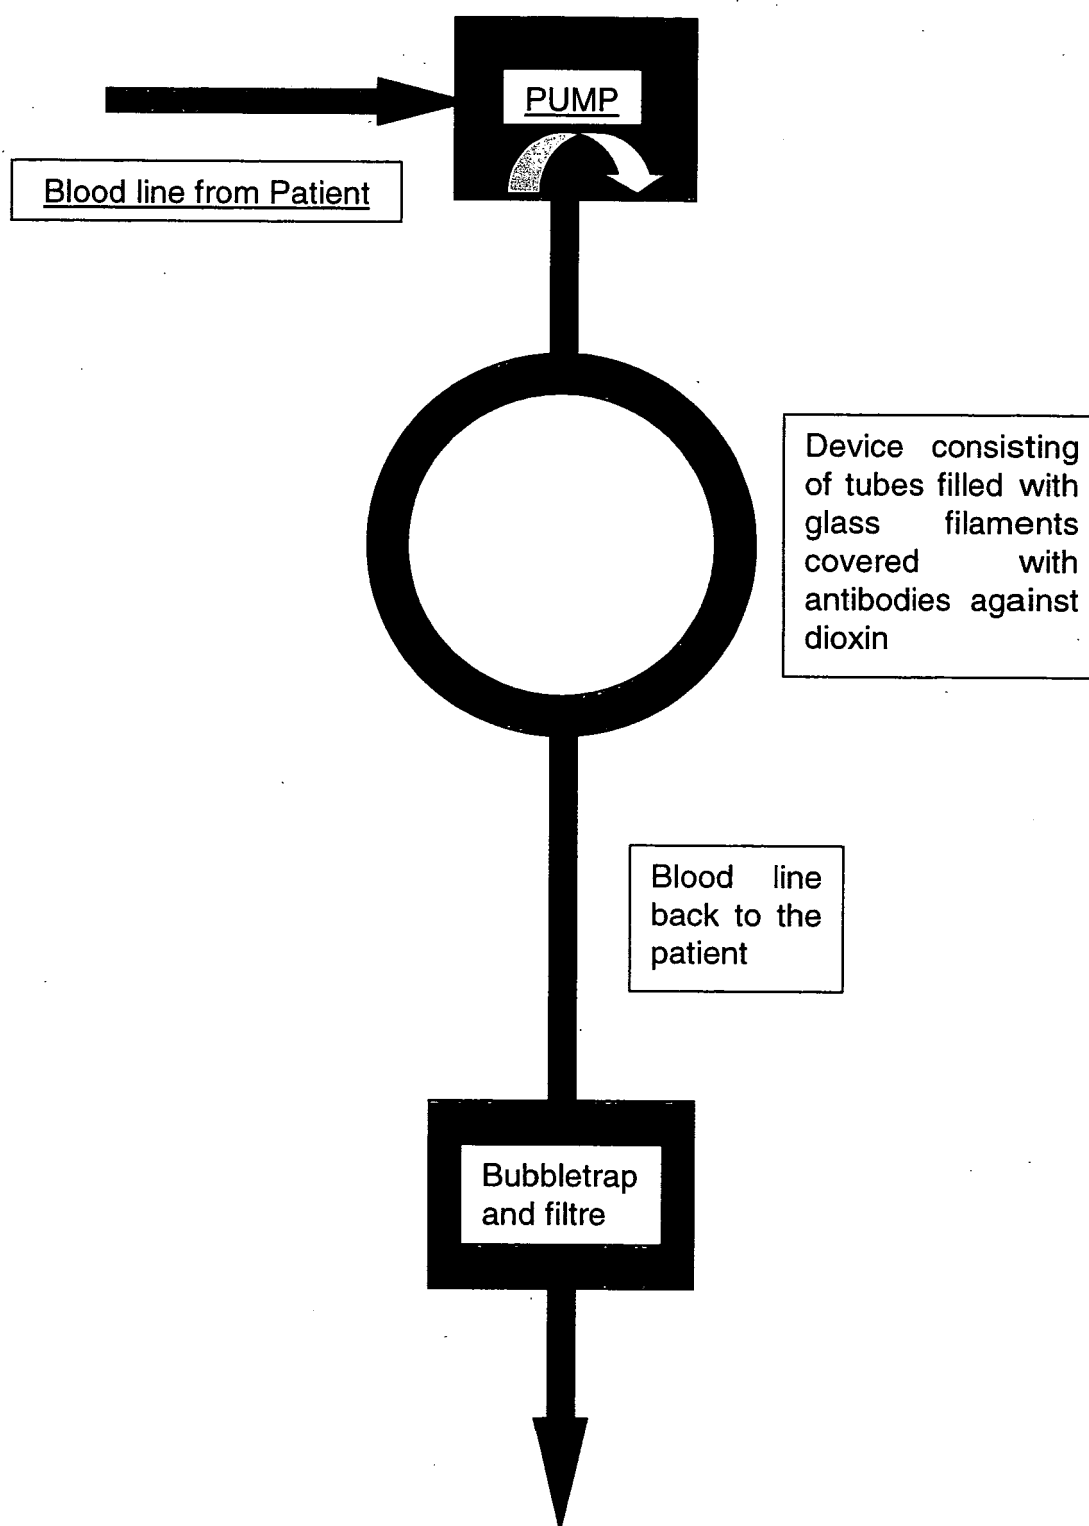 PUMP
Blood line from Patient
Device consisting
of tubes filled with
glass filaments
covered with
antibodies against
dioxin
Blood line
back to the
patient
Bubbletrap
and filtre